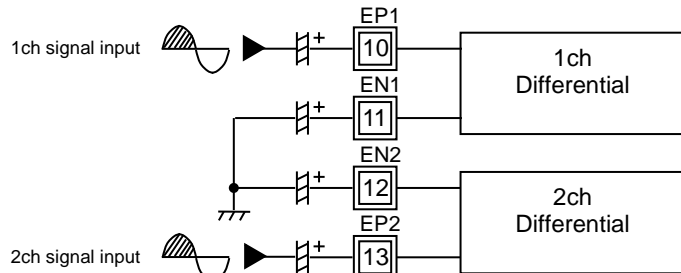 EP1
1ch signal input
+
10
1ch
Differential
EN1
+
11
EN2
+
12
2ch
Differential
EP2
2ch signal input
+
13